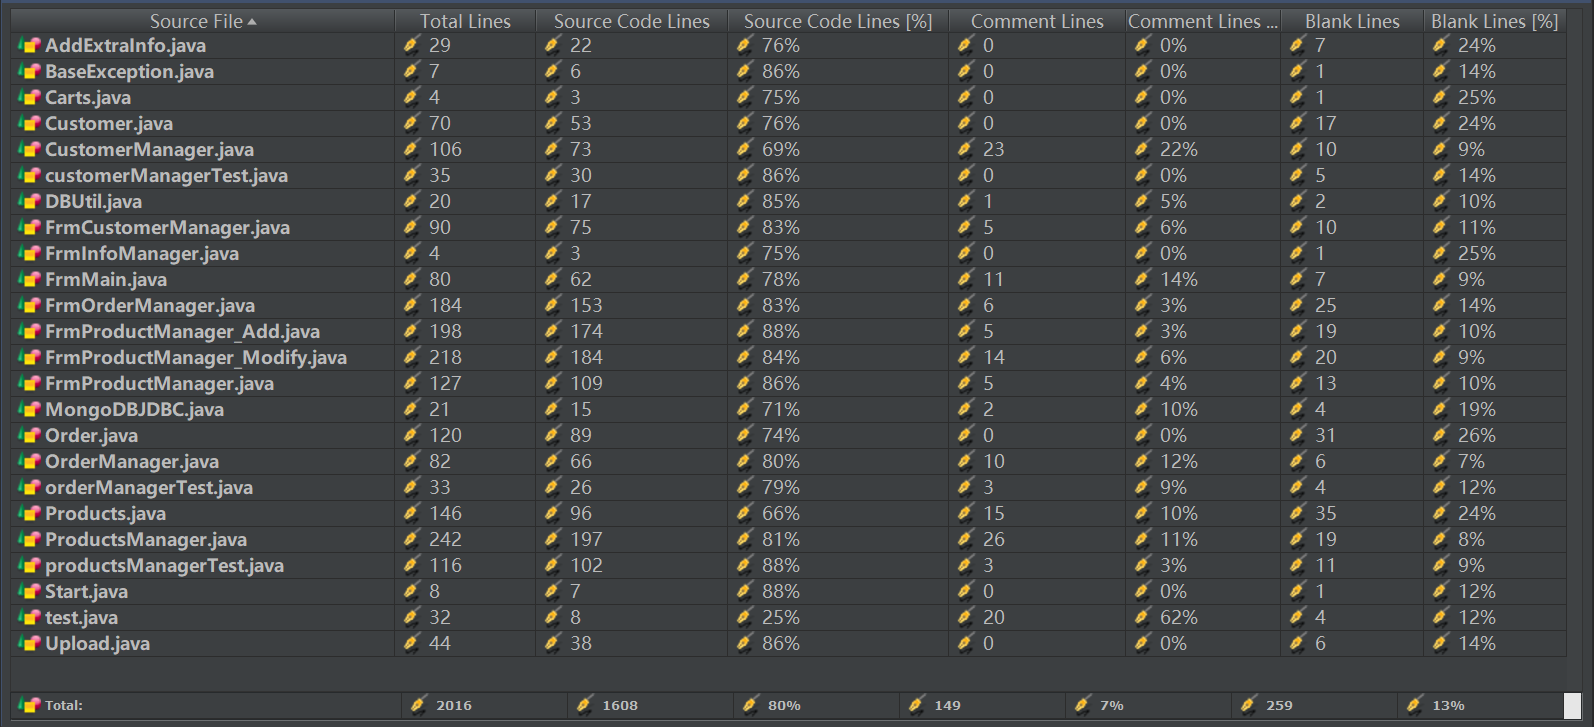 Source File Total Lines Source Code Lines Source Code Lines [%] Comment Lines Comment Lines ... Blank Lines Blank Lines [%]
AddExtraInfo.java 29 22 76% 0 0% 7 24%
BaseException.java 7 6 86% 0 0% 1 14%
Carts.java 4 3 75% 0 0% 1 25%
Customer.java 70 53 76% 0 0% 17 24%
CustomerManager.java 106 73 69% 23 22% 10 9%
customerManagerTest.java 35 30 86% 0 0% 5 14%
DBUtil.java 20 17 85% 1 5% 2 10%
FrmCustomerManager.java 90 75 83% 5 6% 10 11%
FrmInfoManager.java 4 3 75% 0 0% 1 25%
FrmMain.java 80 62 78% 11 14% 7 9%
FrmOrderManager.java 184 153 83% 6 3% 25 14%
FrmProductManager_Add.java 198 174 88% 5 3% 19 10%
FrmProductManager_Modify.java 218 184 84% 14 6% 20 9%
FrmProductManager.java 127 109 86% 5 4% 13 10%
MongoDBJDBC.java 21 15 71% 2 10% 4 19%
Order.java 120 89 74% 0 0% 31 26%
OrderManager.java 82 66 80% 10 12% 6 7%
orderManagerTest.java 33 26 79% 3 9% 4 12%
Products.java 146 96 66% 15 10% 35 24%
ProductsManager.java 242 197 81% 26 11% 19 8%
productsManagerTest.java 116 102 88% 3 3% 11 9%
Start.java 8 7 88% 0 0% 1 12%
test.java 32 8 25% 20 62% 4 12%
Upload.java 44 38 86% 0 0% 6 14%
Total: 2016 1608 80% 149 7% 259 13%